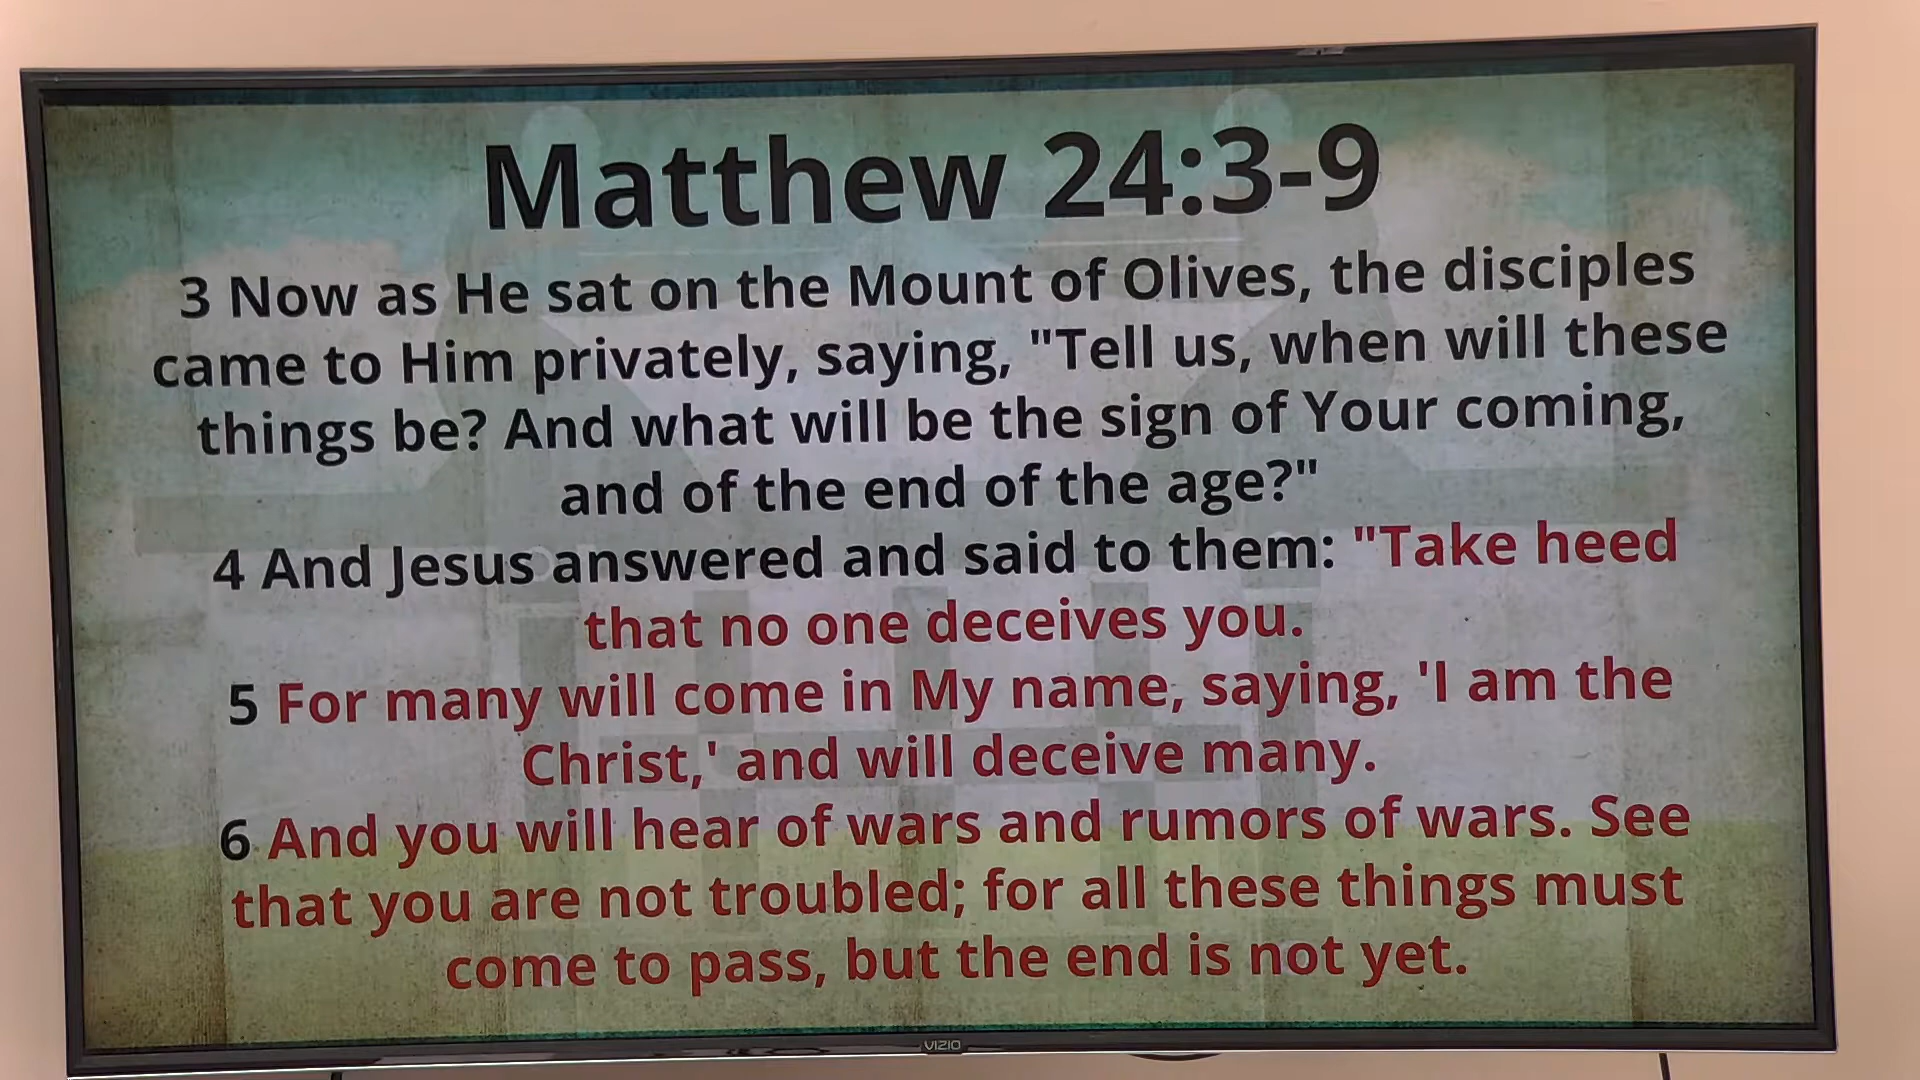 Matthew 24:3-9
3 Now as He sat on the Mount of Olives, the disciples
came to Him privately, saying, "Tell us, when will these
things be? And what will be the sign of Your coming,
and of the end of the age?"
4 And Jesus answered and said to them: "Take heed
that no one deceives you.
5 For many will come in My name, saying, 'I am the
Christ,' and will deceive many.
6 And you will hear of wars and rumors of wars. See
that you are not troubled; for all these things must
come to pass, but the end is not yet.
VIZIO